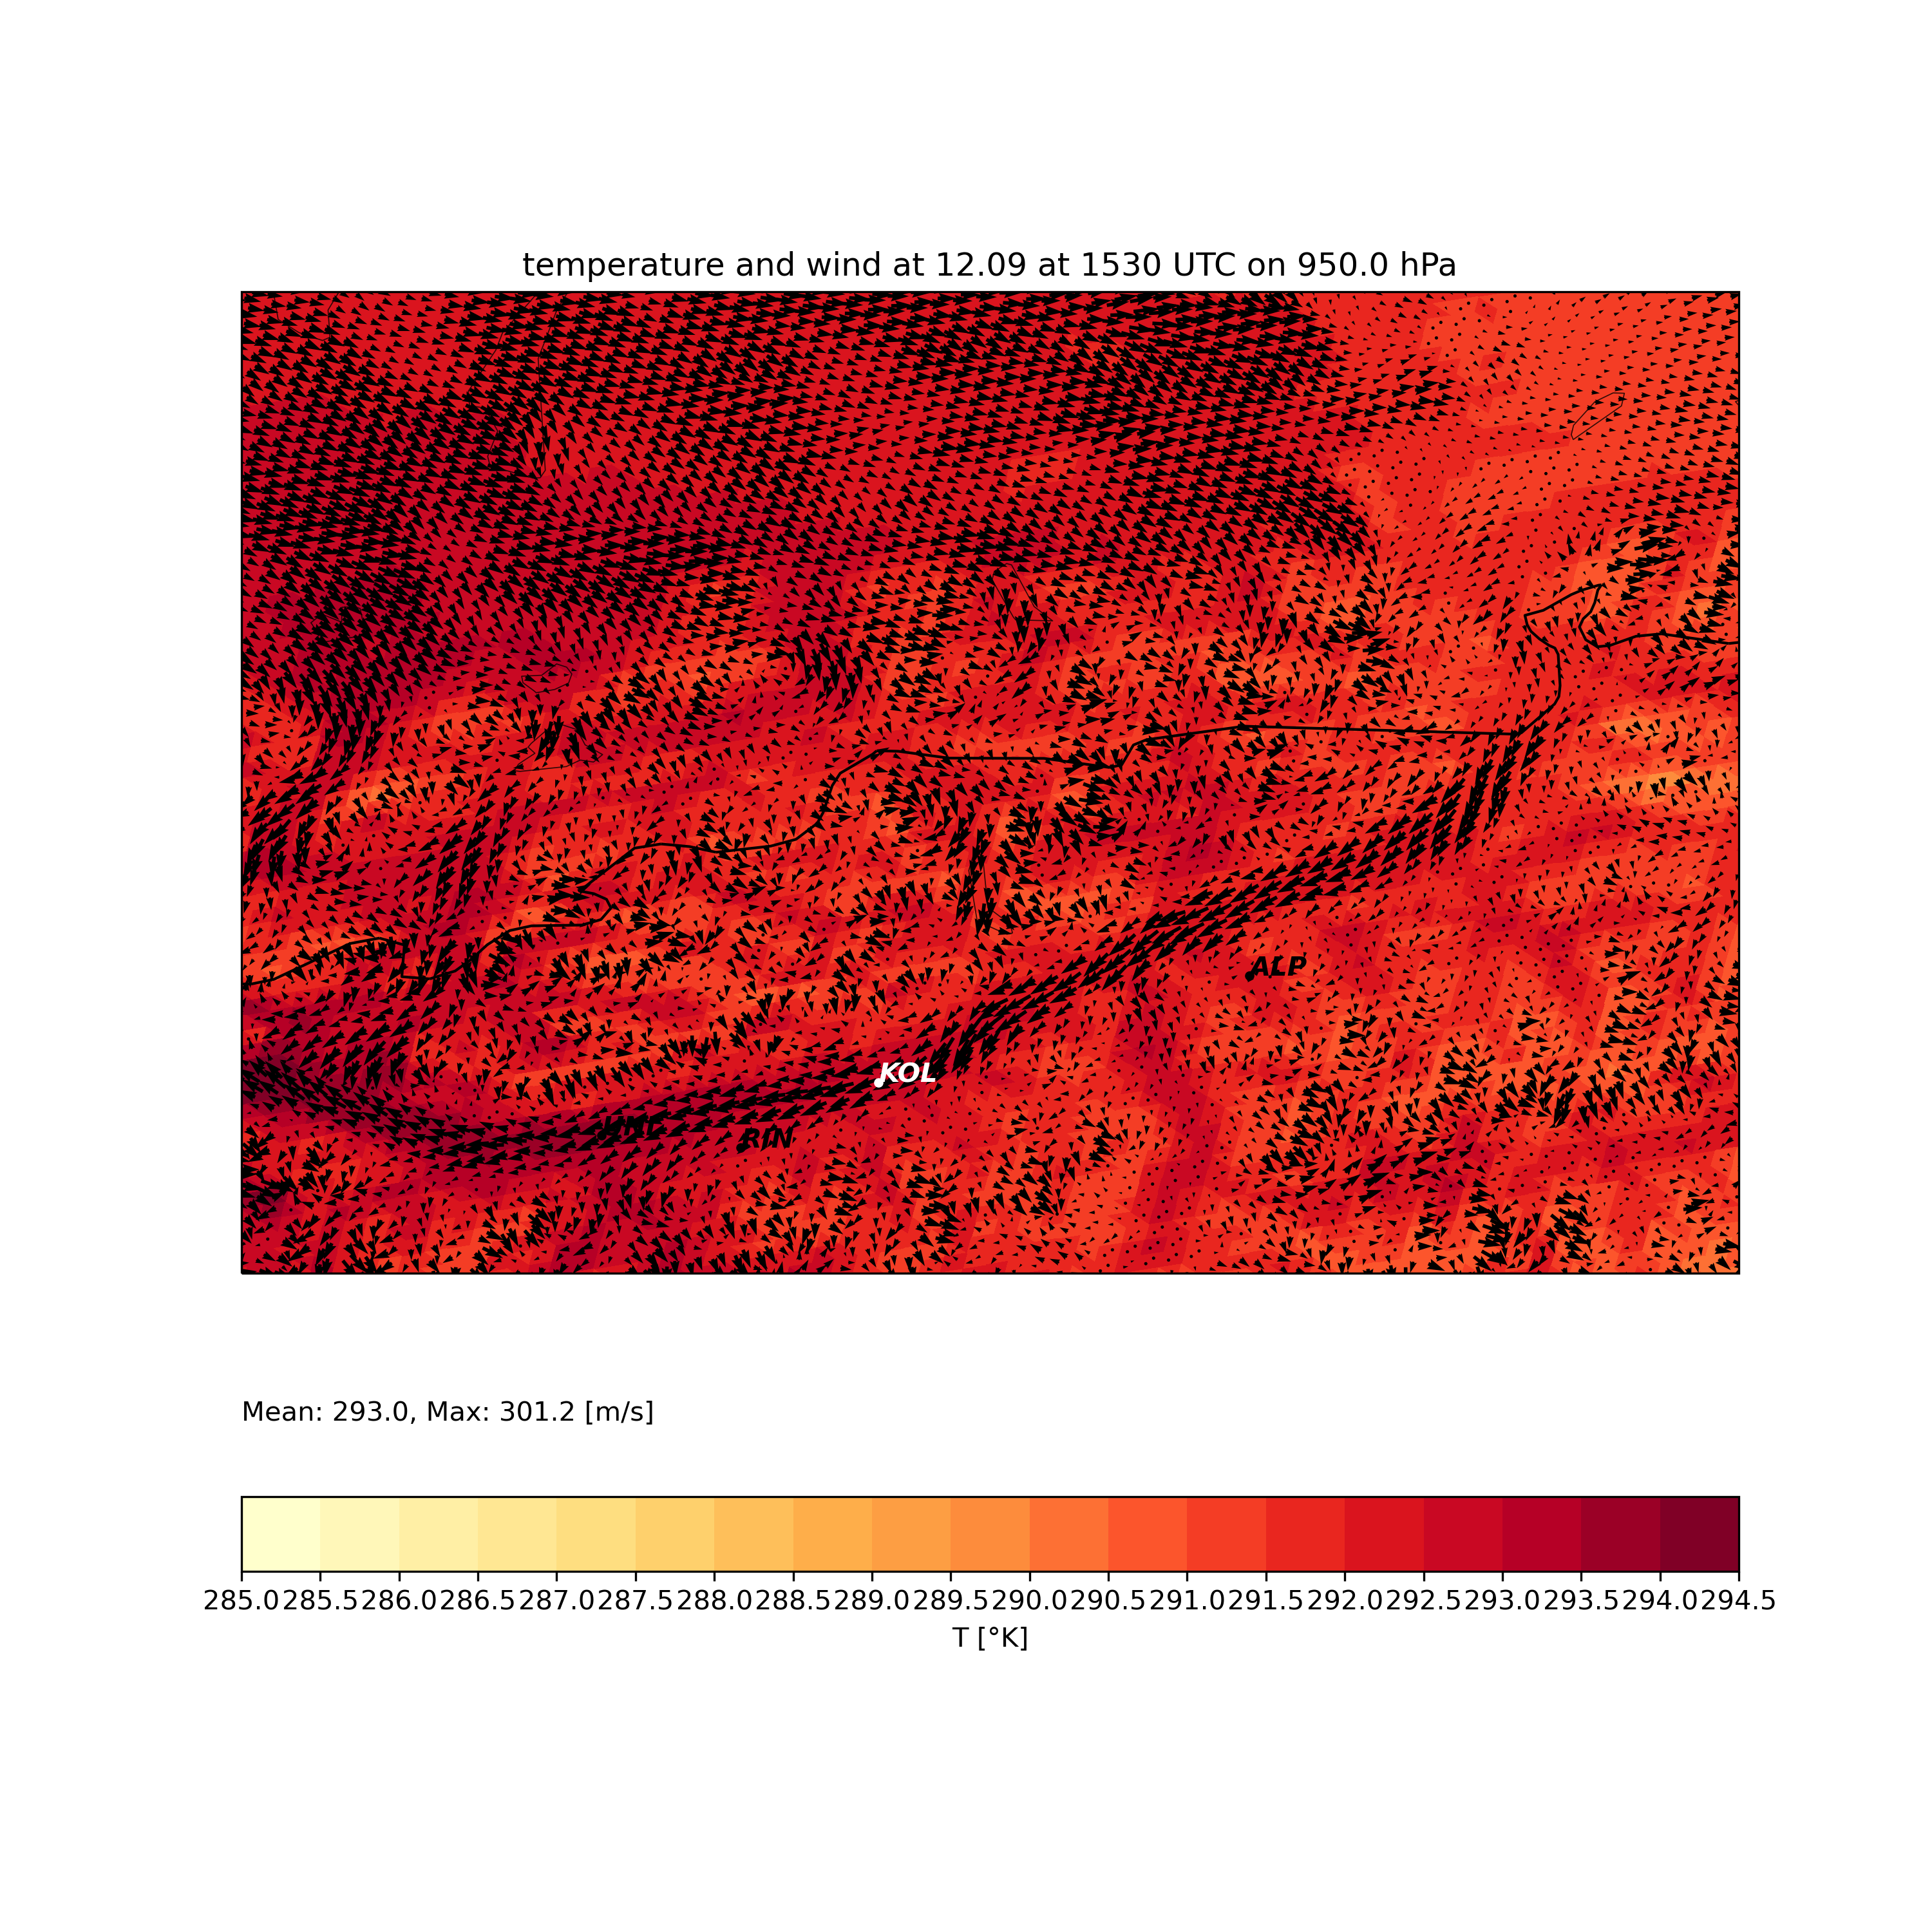 temperature and wind at 12.09 at 1530 UTC on 950.0 hPa
ALP
KOL
RIN
Mean: 293.0, Max: 301.2 [m/s]
285.0 285.5 286.0 286.5 287.0 287.5 288.0 288.5 289.0 289.5 290.0 290.5 291.0 291.5 292.0 292.5 293.0 293.5 294.0 294.5
T [°K]